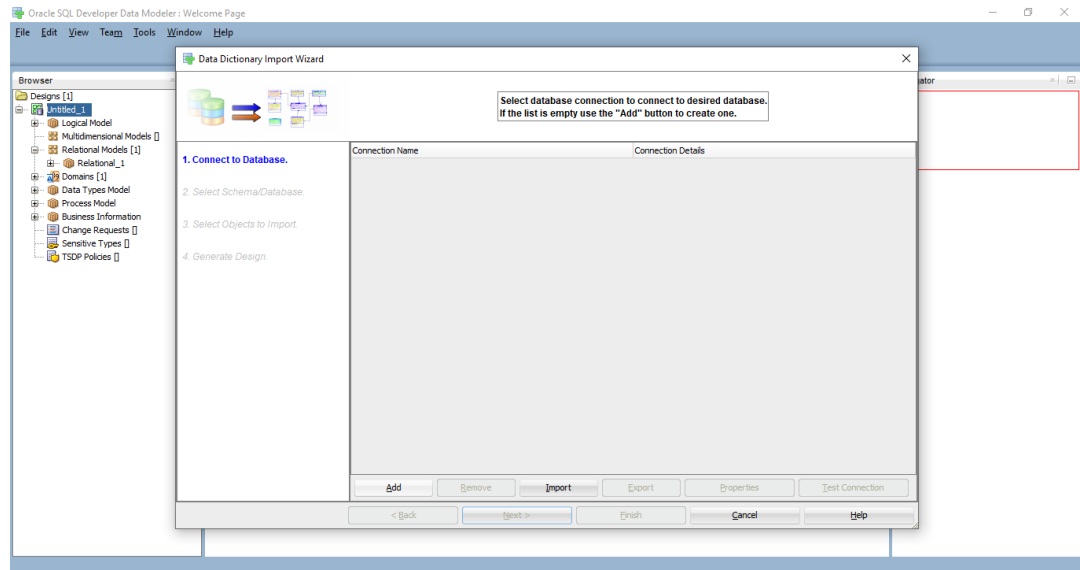 Oracle SQL Developer Data Modeler : Welcome Page
File Edit View Team Tools Window Help
Data Dictionary Import Wizard
Browser
Designs [1]
Untitled_1
Logical Model
Multidimensional Models []
Relational Models [1]
Relational_1
Domains [1]
Data Types Model
Process Model
Business Information
Change Requests []
Sensitive Types []
TSDP Policies []
Select database connection to connect to desired database.
If the list is empty use the "Add" button to create one.
1. Connect to Database.
2. Select Schema/Database.
3. Select Objects to Import.
4. Generate Design.
Connection Name Connection Details
Add Remove Import Export Properties Test Connection
< Back Next > Finish Cancel Help